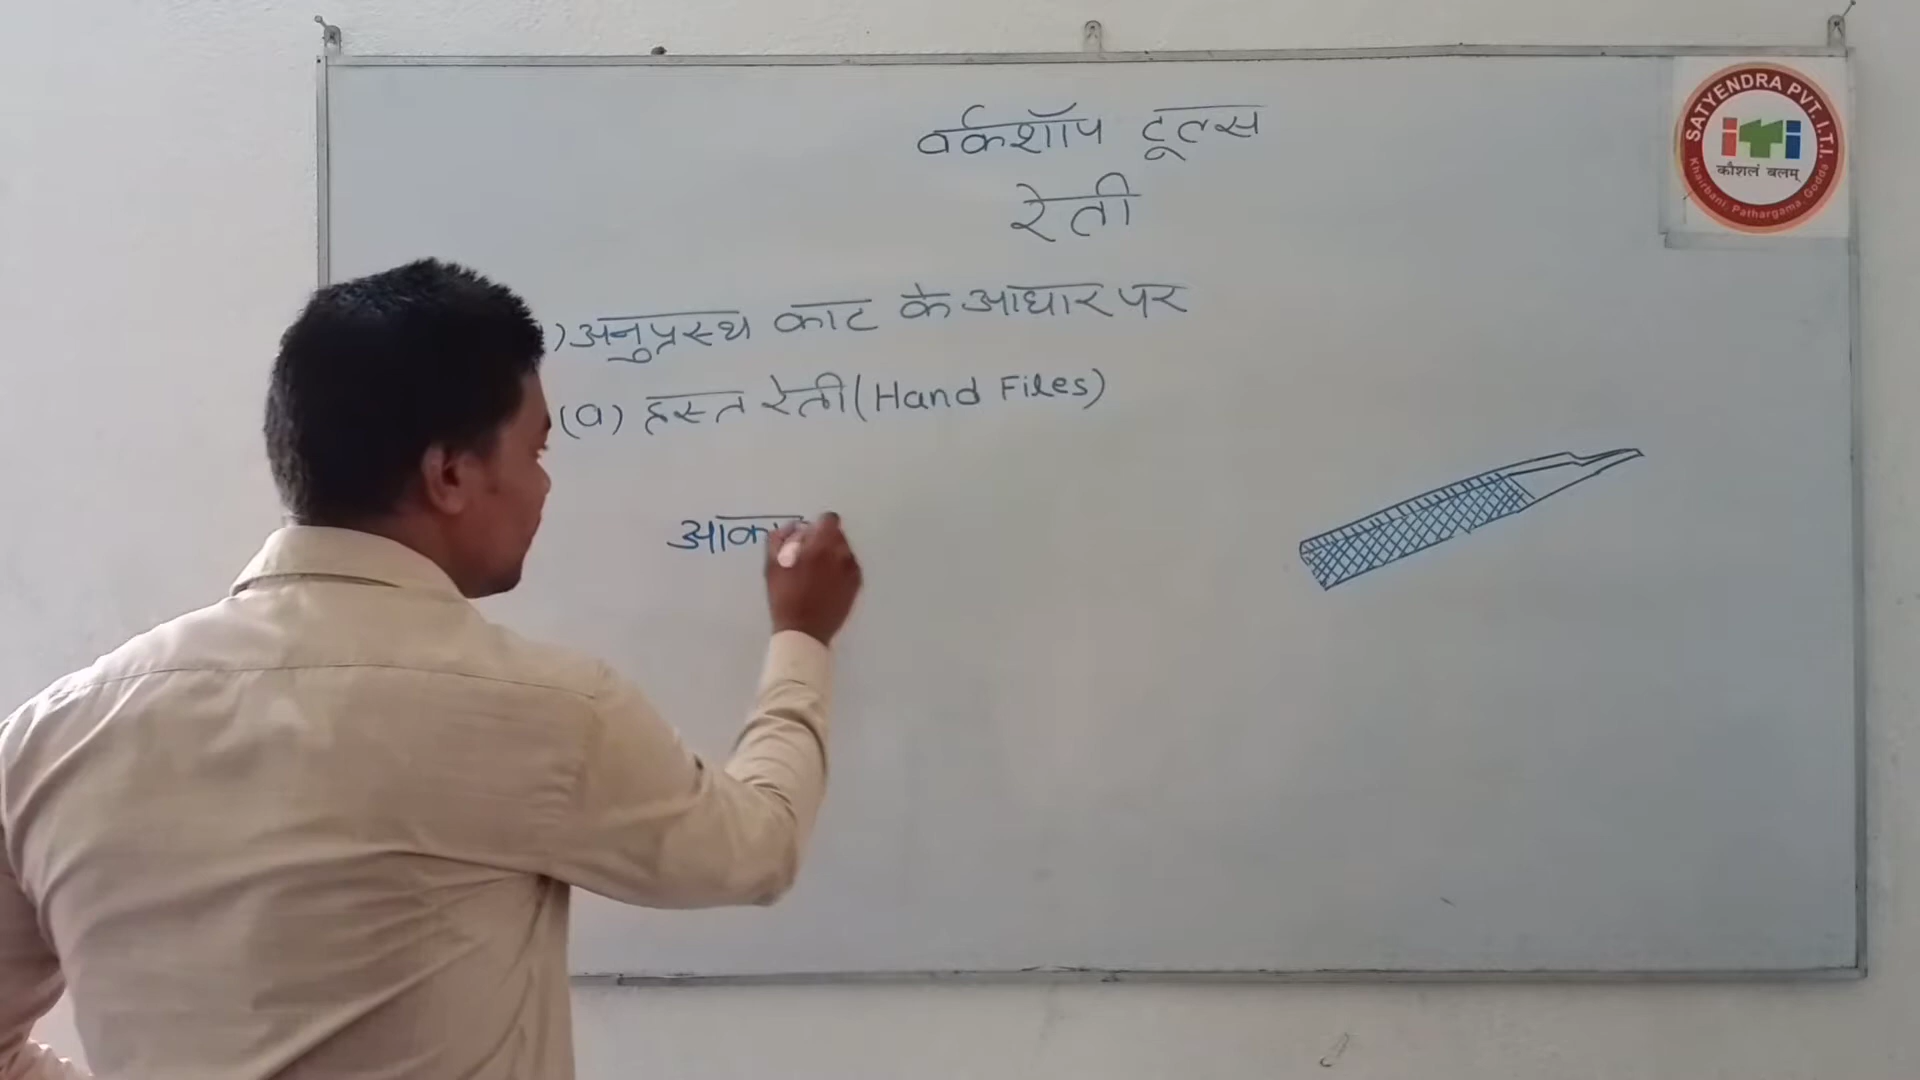 वर्कशॉप टूल्स
रेती
) अनुप्रस्थ काट के आधार पर
(a) हस्त रेती (Hand Files)
SATYENDRA PVT. I.T.I.
iTi
कौशलं बलम्
Khairbani, Pathargama, Godda